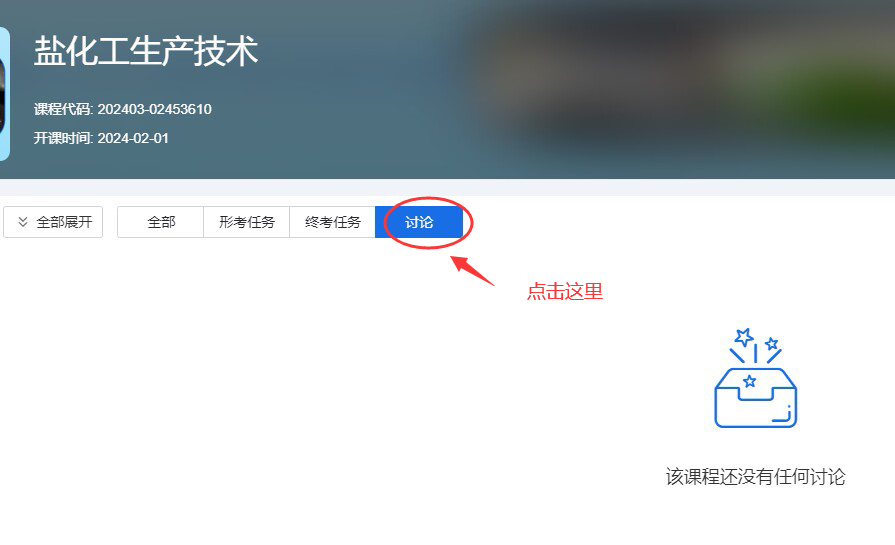 盐化工生产技术
课程代码: 202403-02453610
开课时间: 2024-02-01
全部展开 全部 形考任务 终考任务 讨论
点击这里
该课程还没有任何讨论